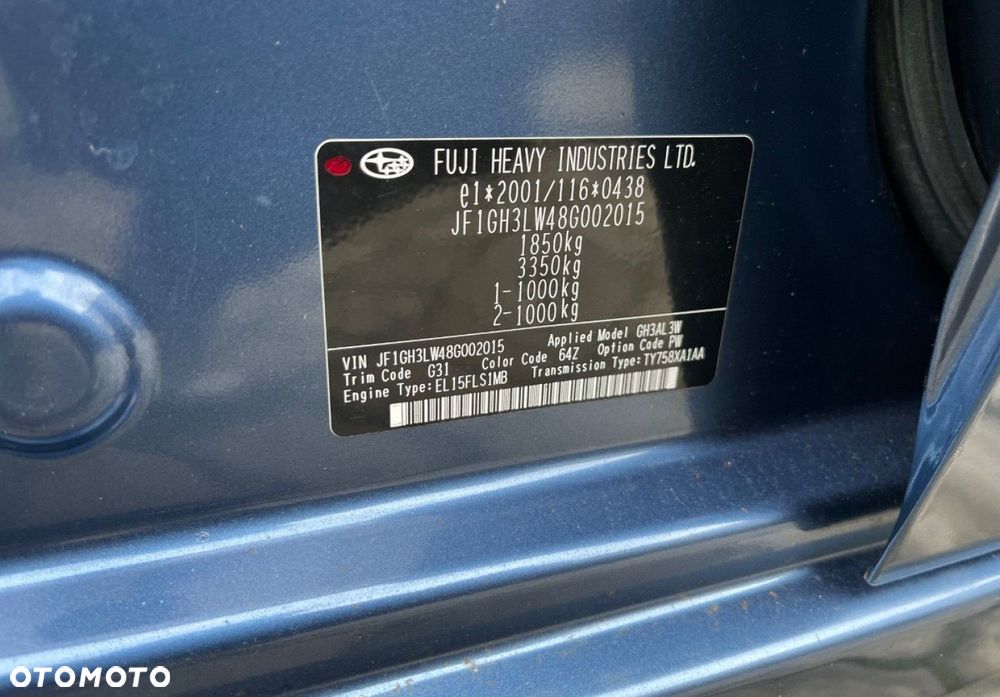 FUJI HEAVY INDUSTRIES LTD.
e1*2001/116*0438
JF1GH3LW48G002015
1850kg
3350kg
1-1000kg
2-1000kg
VIN JF1GH3LW48G002015 Applied Model GH3AL3W
Trim Code G31 Color Code 64Z Option Code PW
Engine Type:EL15FLSIMB Transmission Type:TY758XA1AA
OTOMOTO